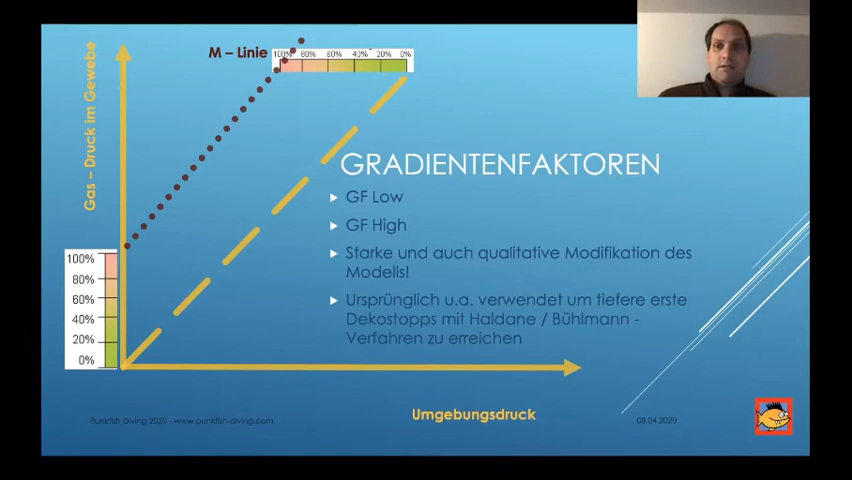 M – Linie
100% 80% 60% 40% 20% 0%
Gas – Druck im Gewebe
GRADIENTENFAKTOREN
GF Low
GF High
Starke und auch qualitative Modifikation des
Modells!
Ursprünglich u.a. verwendet um tiefere erste
Dekostopps mit Haldane / Bühlmann -
Verfahren zu erreichen
100%
80%
60%
40%
20%
0%
Umgebungsdruck
Punkfish Diving 2020 - www.punkfish-diving.com
08.04.2020